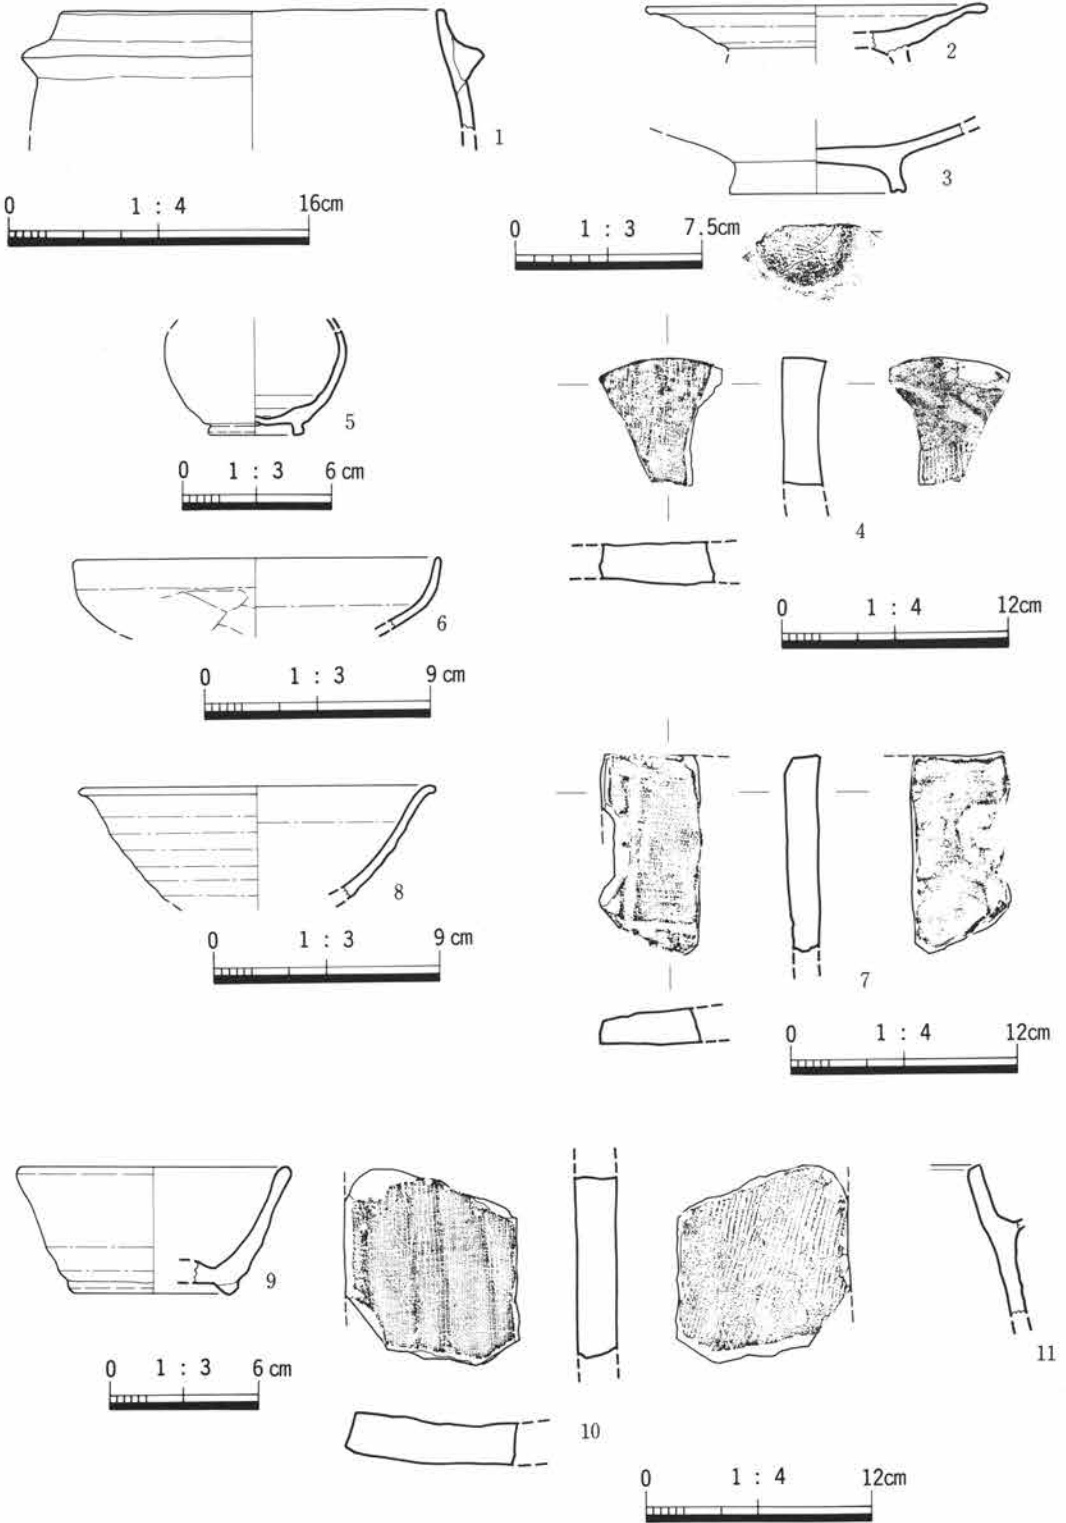 1
0 1 : 4 16cm
2
3
0 1 : 3 7.5cm
5
0 1 : 3 6 cm
4
0 1 : 4 12cm
6
0 1 : 3 9 cm
8
0 1 : 3 9 cm
7
0 1 : 4 12cm
9
0 1 : 3 6 cm
10
11
0 1 : 4 12cm